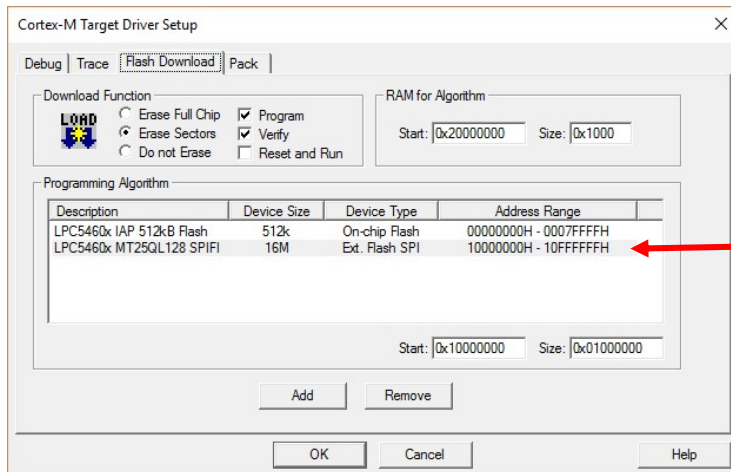 Cortex-M Target Driver Setup
Debug Trace Flash Download Pack
Download Function
LOAD
Erase Full Chip
Erase Sectors
Do not Erase
Program
Verify
Reset and Run
RAM for Algorithm
Start: 0x20000000 Size: 0x1000
Programming Algorithm
Description Device Size Device Type Address Range
LPC5460x IAP 512kB Flash 512k On-chip Flash 00000000H - 0007FFFFH
LPC5460x MT25QL128 SPIFI 16M Ext. Flash SPI 10000000H - 10FFFFFFH
Start: 0x10000000 Size: 0x01000000
Add Remove
OK Cancel Help